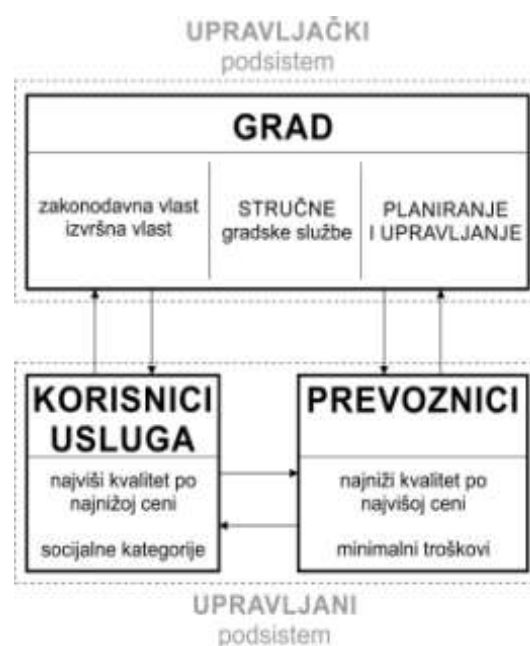 UPRAVLJAČKI
podsistem
GRAD
zakonodavna vlast
izvršna vlast
STRUČNE
gradske službe
PLANIRANJE
I UPRAVLJANJE
KORISNICI
USLUGA
najviši kvalitet po
najnižoj ceni
socijalne kategorije
PREVOZNICI
najniži kvalitet po
najvišoj ceni
minimalni troškovi
UPRAVLJANI
podsistem